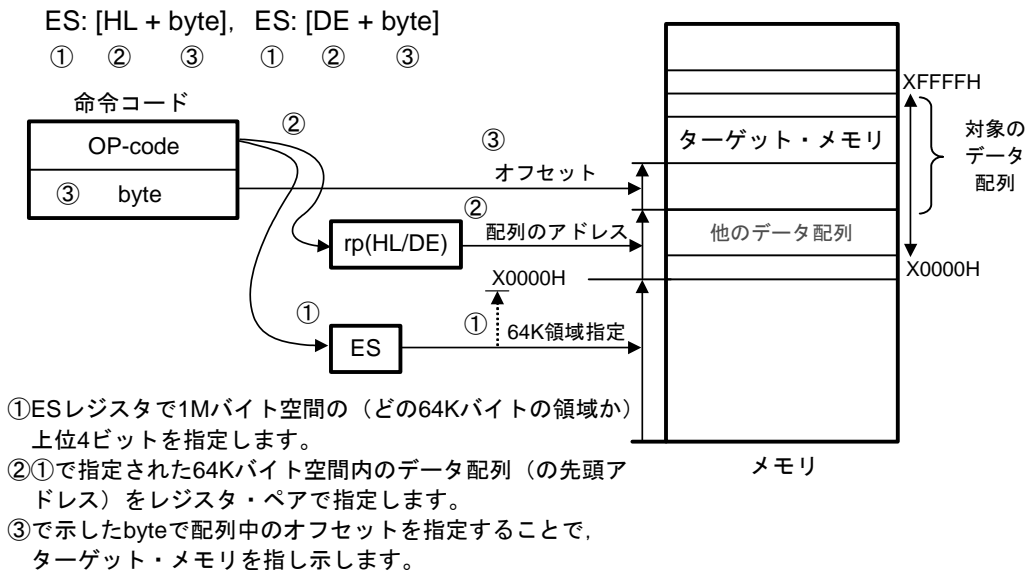 ES: [HL + byte],   ES: [DE + byte]
①   ②   ③   ①   ②   ③
命令コード
OP-code
③   byte
②
③
オフセット
②
rp(HL/DE)
配列のアドレス
X0000H
①
ES
①
64K領域指定
XFFFFH
ターゲット・メモリ
対象の
データ
配列
他のデータ配列
X0000H
メモリ
①ESレジスタで1Mバイト空間の（どの64Kバイトの領域か）
上位4ビットを指定します。
②①で指定された64Kバイト空間内のデータ配列（の先頭ア
ドレス）をレジスタ・ペアで指定します。
③で示したbyteで配列中のオフセットを指定することで,
ターゲット・メモリを指し示します。